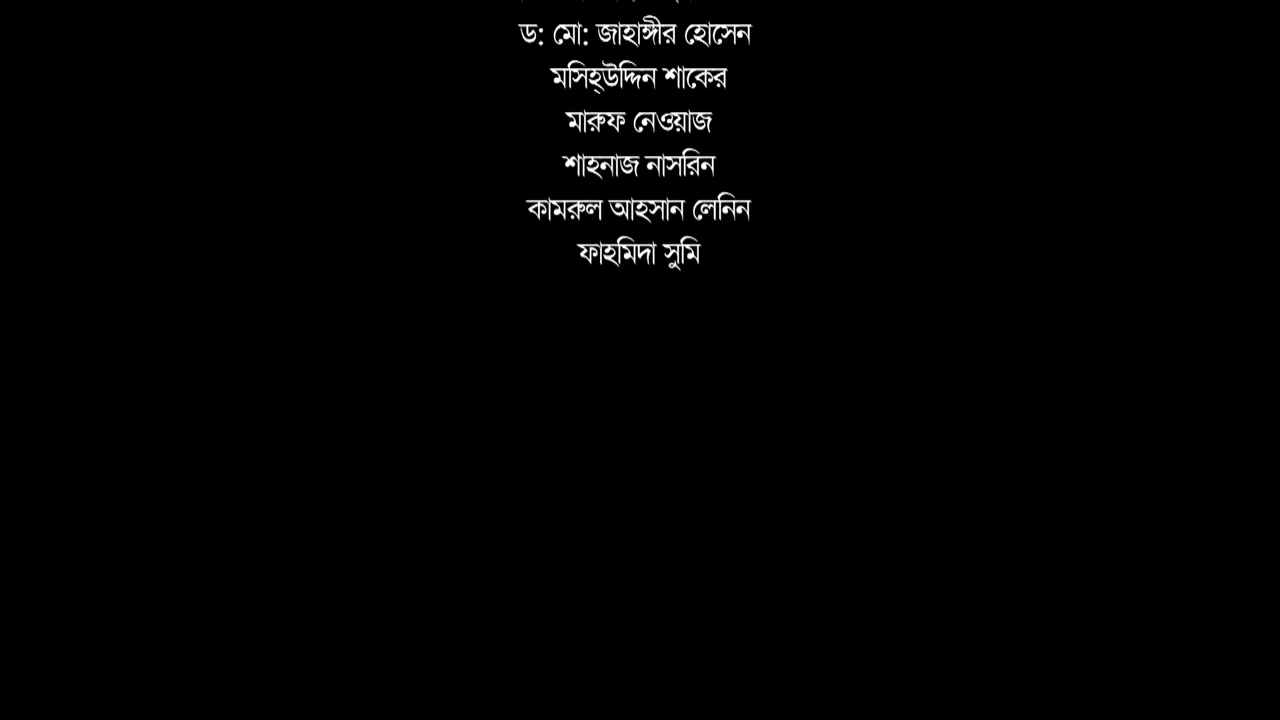 ড: মো: জাহাঙ্গীর হোসেন
মসিহ্উদ্দিন শাকের
মারুফ নেওয়াজ
শাহনাজ নাসরিন
কামরুল আহসান লেনিন
ফাহমিদা সুমি